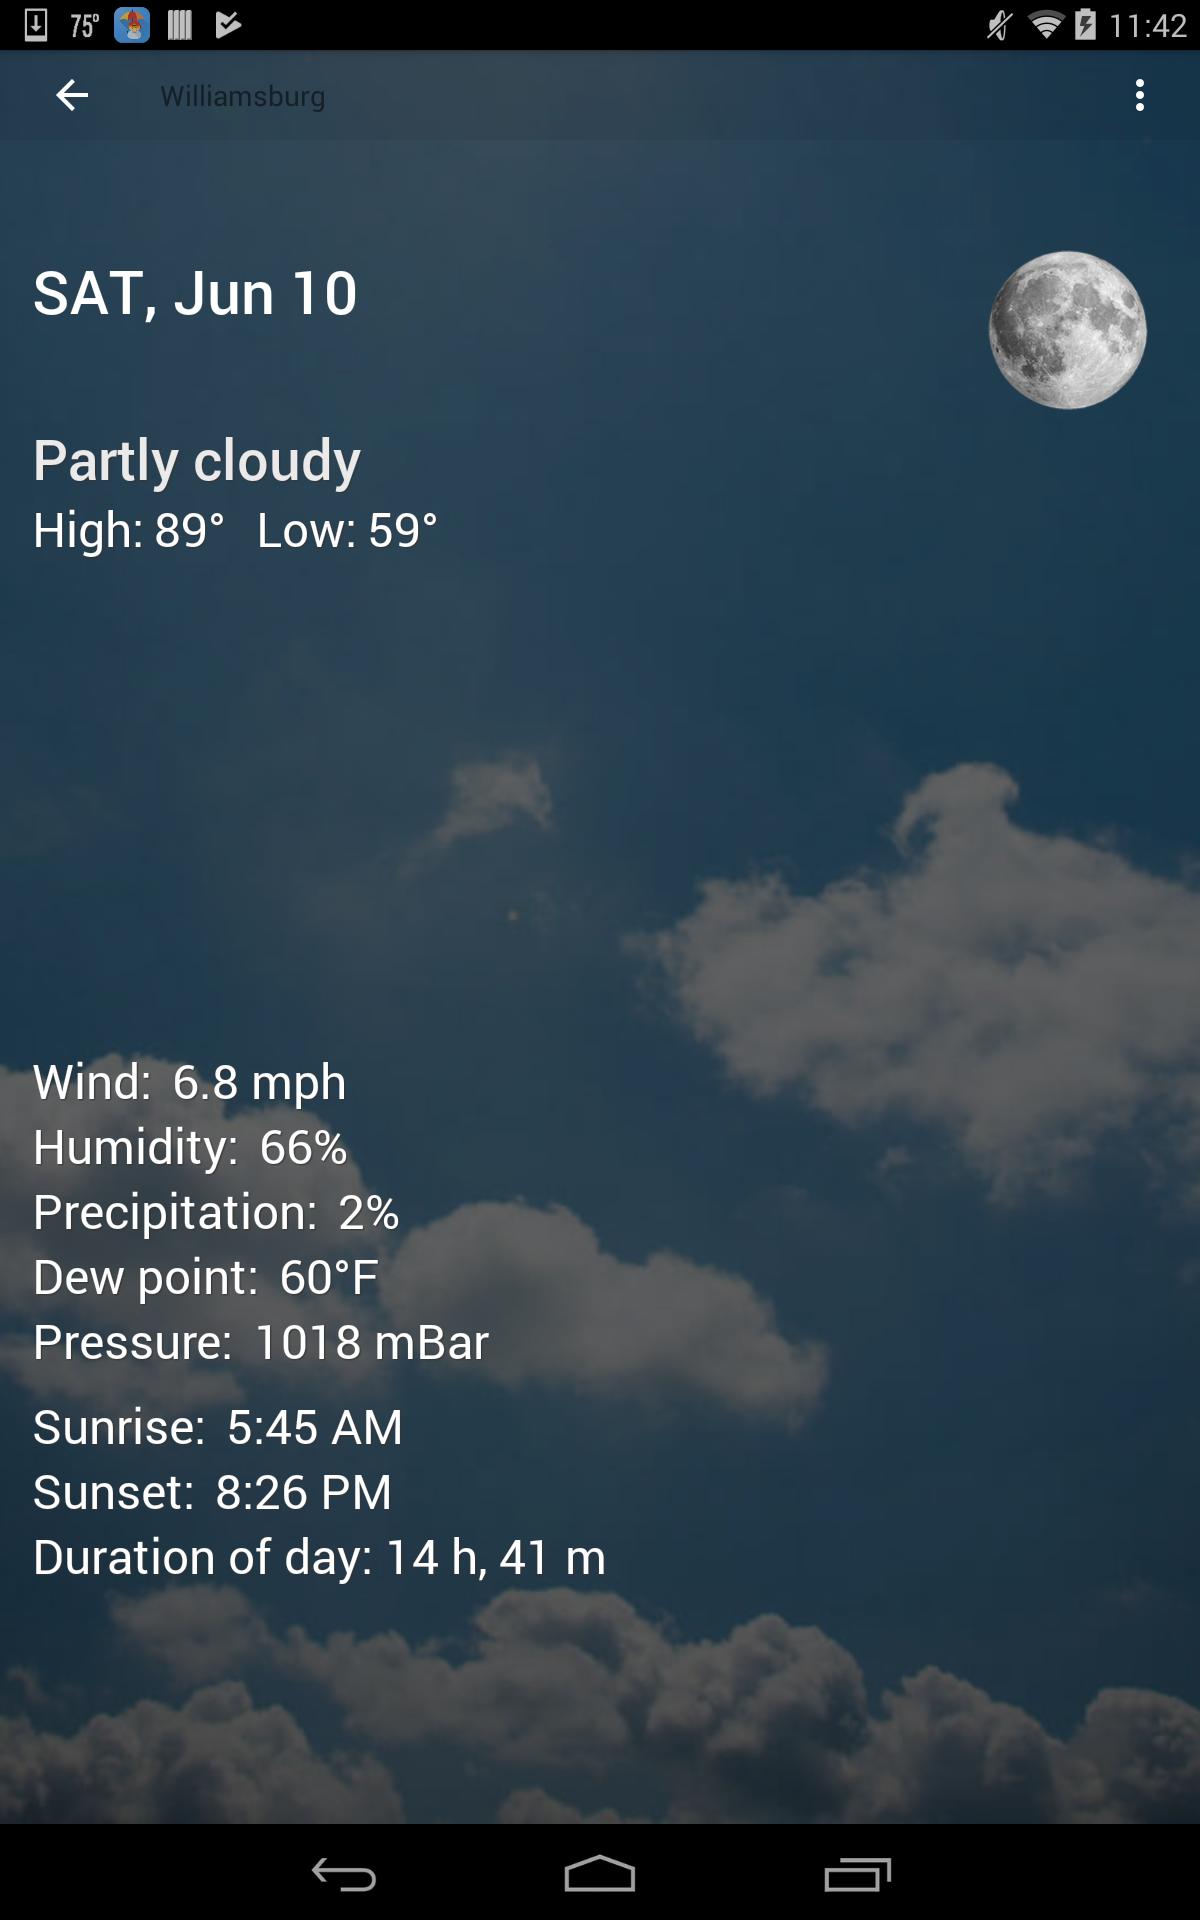 75° 11:42
Williamsburg
SAT, Jun 10
Partly cloudy
High: 89° Low: 59°
Wind: 6.8 mph
Humidity: 66%
Precipitation: 2%
Dew point: 60°F
Pressure: 1018 mBar
Sunrise: 5:45 AM
Sunset: 8:26 PM
Duration of day: 14 h, 41 m